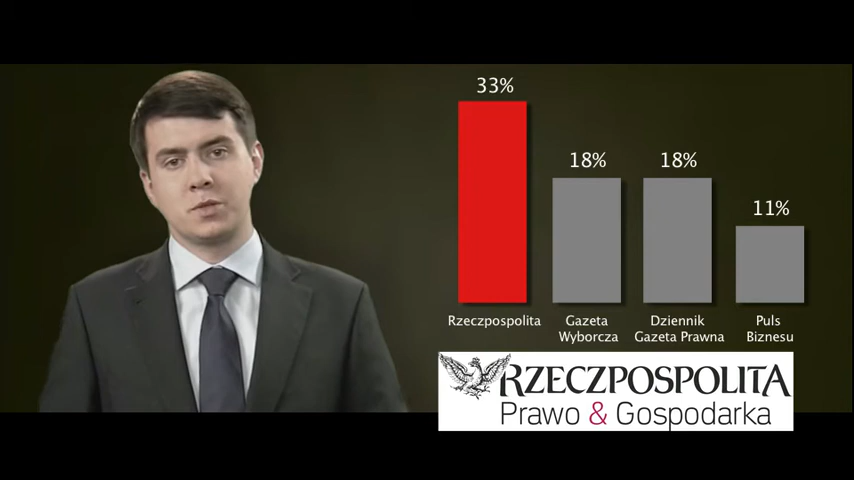 33%
18%
18%
11%
Rzeczpospolita
Gazeta
Wyborcza
Dziennik
Gazeta Prawna
Puls
Biznesu
RZECZPOSPOLITA
Prawo & Gospodarka